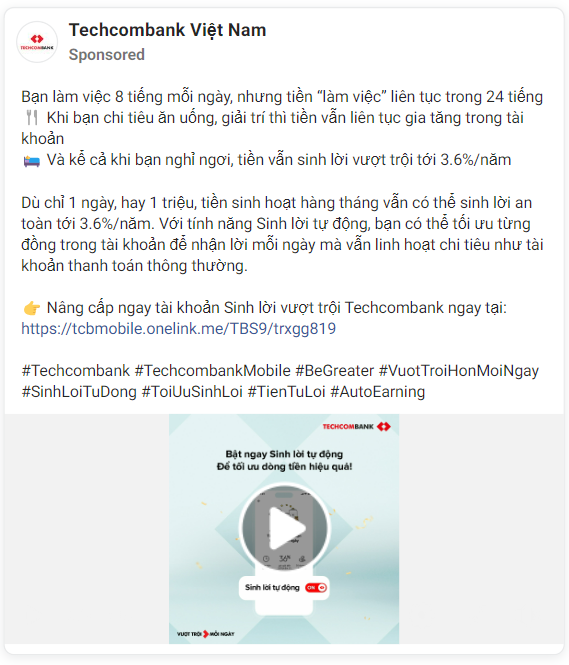 Techcombank Việt Nam
TECHCOMBANK
Sponsored
Bạn làm việc 8 tiếng mỗi ngày, nhưng tiền “làm việc” liên tục trong 24 tiếng
🍴 Khi bạn chi tiêu ăn uống, giải trí thì tiền vẫn liên tục gia tăng trong tài
khoản
🛌 Và kể cả khi bạn nghỉ ngơi, tiền vẫn sinh lời vượt trội tới 3.6%/năm
Dù chỉ 1 ngày, hay 1 triệu, tiền sinh hoạt hàng tháng vẫn có thể sinh lời an
toàn tới 3.6%/năm. Với tính năng Sinh lời tự động, bạn có thể tối ưu từng
đồng trong tài khoản để nhận lời mỗi ngày mà vẫn linh hoạt chi tiêu như tài
khoản thanh toán thông thường.
👉 Nâng cấp ngay tài khoản Sinh lời vượt trội Techcombank ngay tại:
https://tcbmobile.onelink.me/TBS9/trxgg819
#Techcombank #TechcombankMobile #BeGreater #VuotTroiHonMoiNgay
#SinhLoiTuDong #ToiUuSinhLoi #TienTuLoi #AutoEarning
TECHCOMBANK
Bật ngay Sinh lời tự động
Để tối ưu dòng tiền hiệu quả!
Sinh lời tự động ON
VƯỢT TRỘI MỖI NGÀY